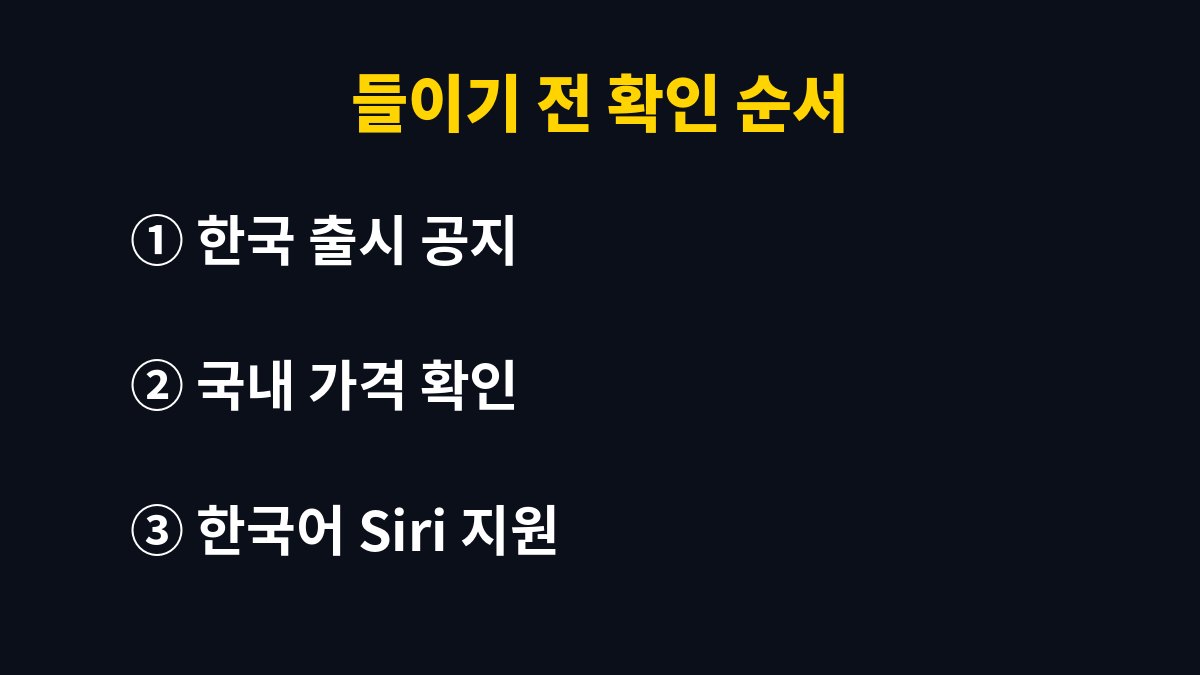 들이기 전 확인 순서
① 한국 출시 공지
② 국내 가격 확인
③ 한국어 Siri 지원